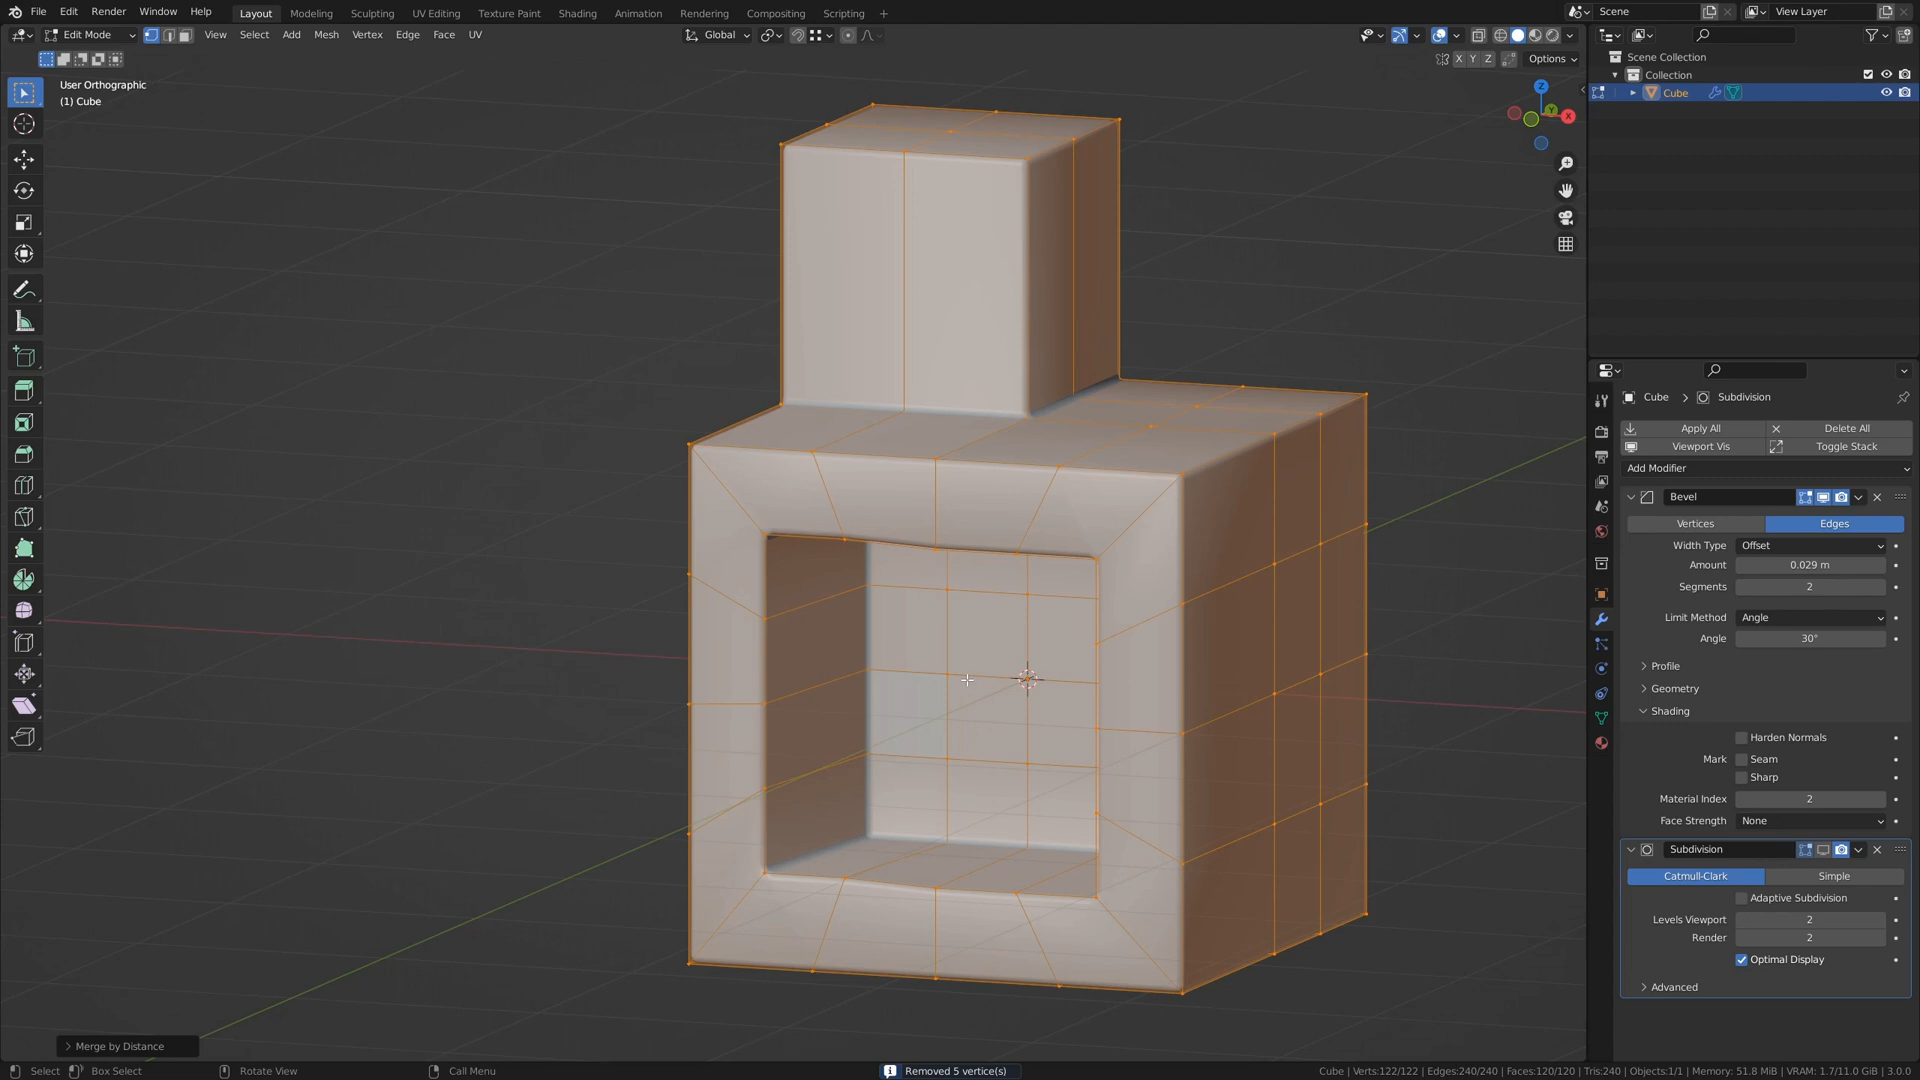 File Edit Render Window Help Layout Modeling Sculpting UV Editing Texture Paint Shading Animation Rendering Compositing Scripting + Scene View Layer
Edit Mode View Select Add Mesh Vertex Edge Face UV Global
X Y Z Options
User Orthographic
(1) Cube
Z
Y
X
Scene Collection
Collection
Cube
Cube > Subdivision
Apply All Delete All
Viewport Vis Toggle Stack
Add Modifier
Bevel
Vertices Edges
Width Type Offset
Amount 0.029 m
Segments 2
Limit Method Angle
Angle 30°
Profile
Geometry
Shading
Harden Normals
Mark Seam
Sharp
Material Index 2
Face Strength None
Subdivision
Catmull-Clark Simple
Adaptive Subdivision
Levels Viewport 2
Render 2
Optimal Display
Advanced
Merge by Distance
Select Box Select Rotate View Call Menu Removed 5 vertice(s) Cube | Verts:122/122 | Edges:240/240 | Faces:120/120 | Tris:240 | Objects:1/1 | Memory: 51.8 MiB | VRAM: 1.7/11.0 GiB | 3.0.0